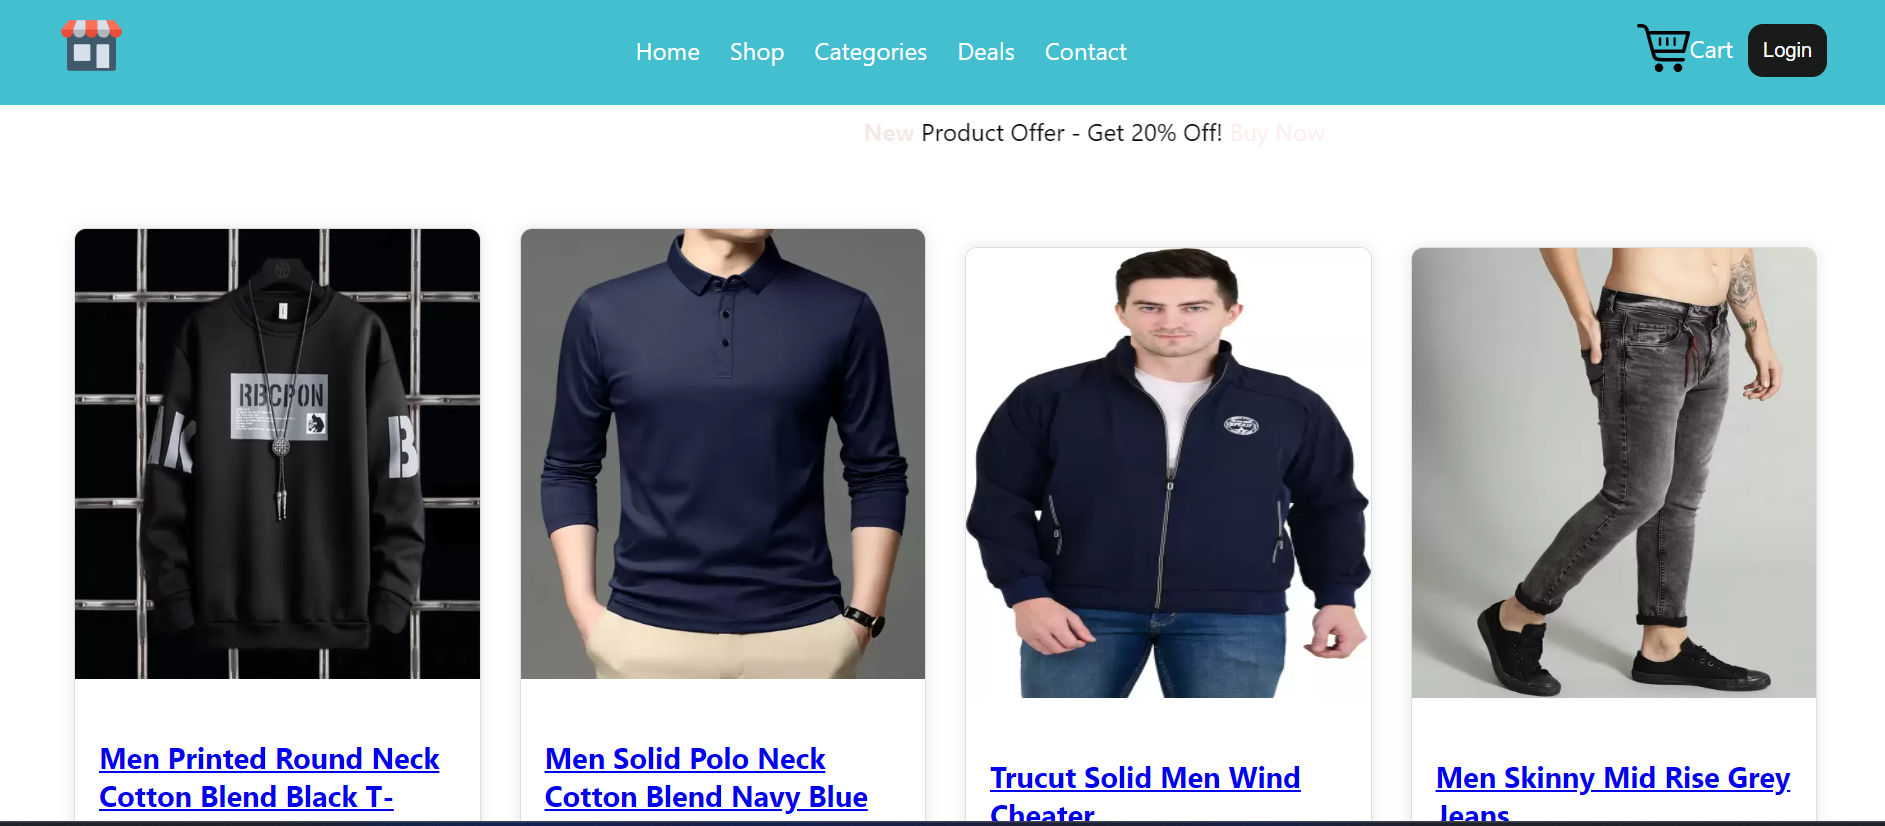 Home Shop Categories Deals Contact
Cart Login
New Product Offer - Get 20% Off! Buy Now
RBCPON
AK
B
Men Printed Round Neck
Cotton Blend Black T-
Men Solid Polo Neck
Cotton Blend Navy Blue
Trucut Solid Men Wind
Cheater
Men Skinny Mid Rise Grey
Jeans